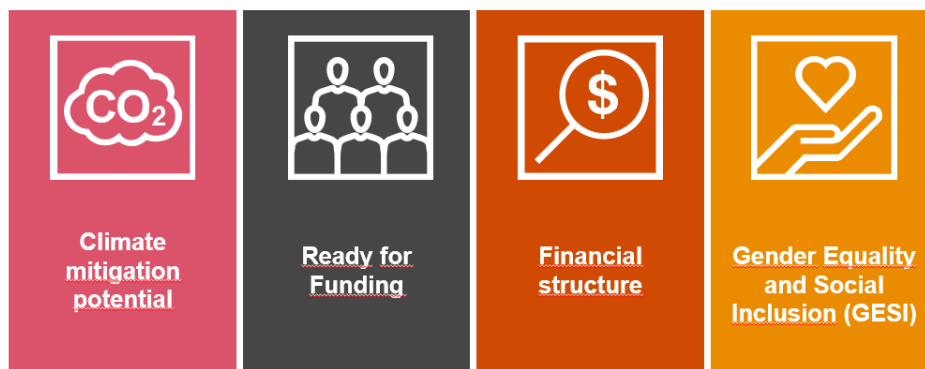 CO2
Climate
mitigation
potential
Ready for
Funding
$
Financial
structure
Gender Equality
and Social
Inclusion (GESI)